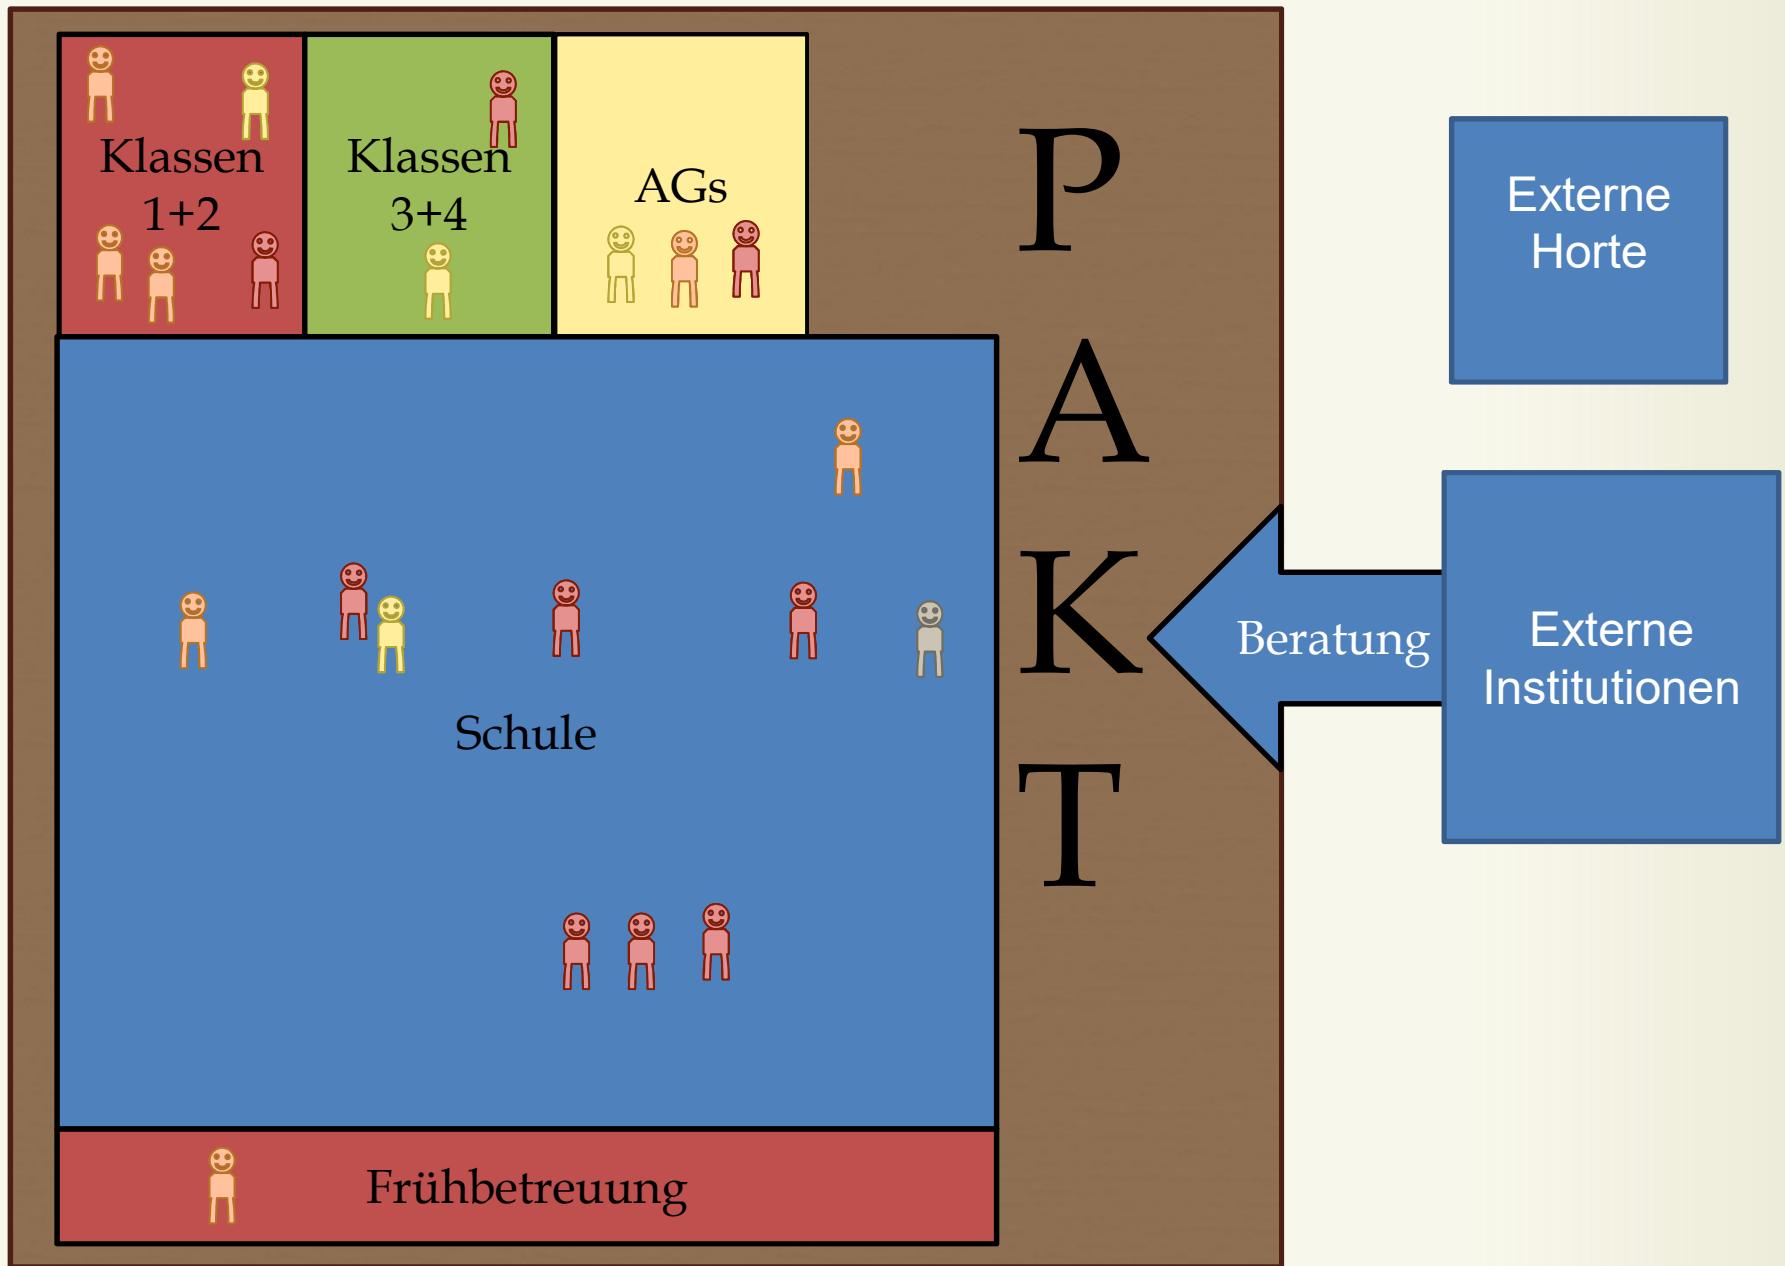 Klassen
1+2
Klassen
3+4
AGs
P
A
K
T
Externe
Horte
Beratung
Externe
Institutionen
Schule
Frühbetreuung